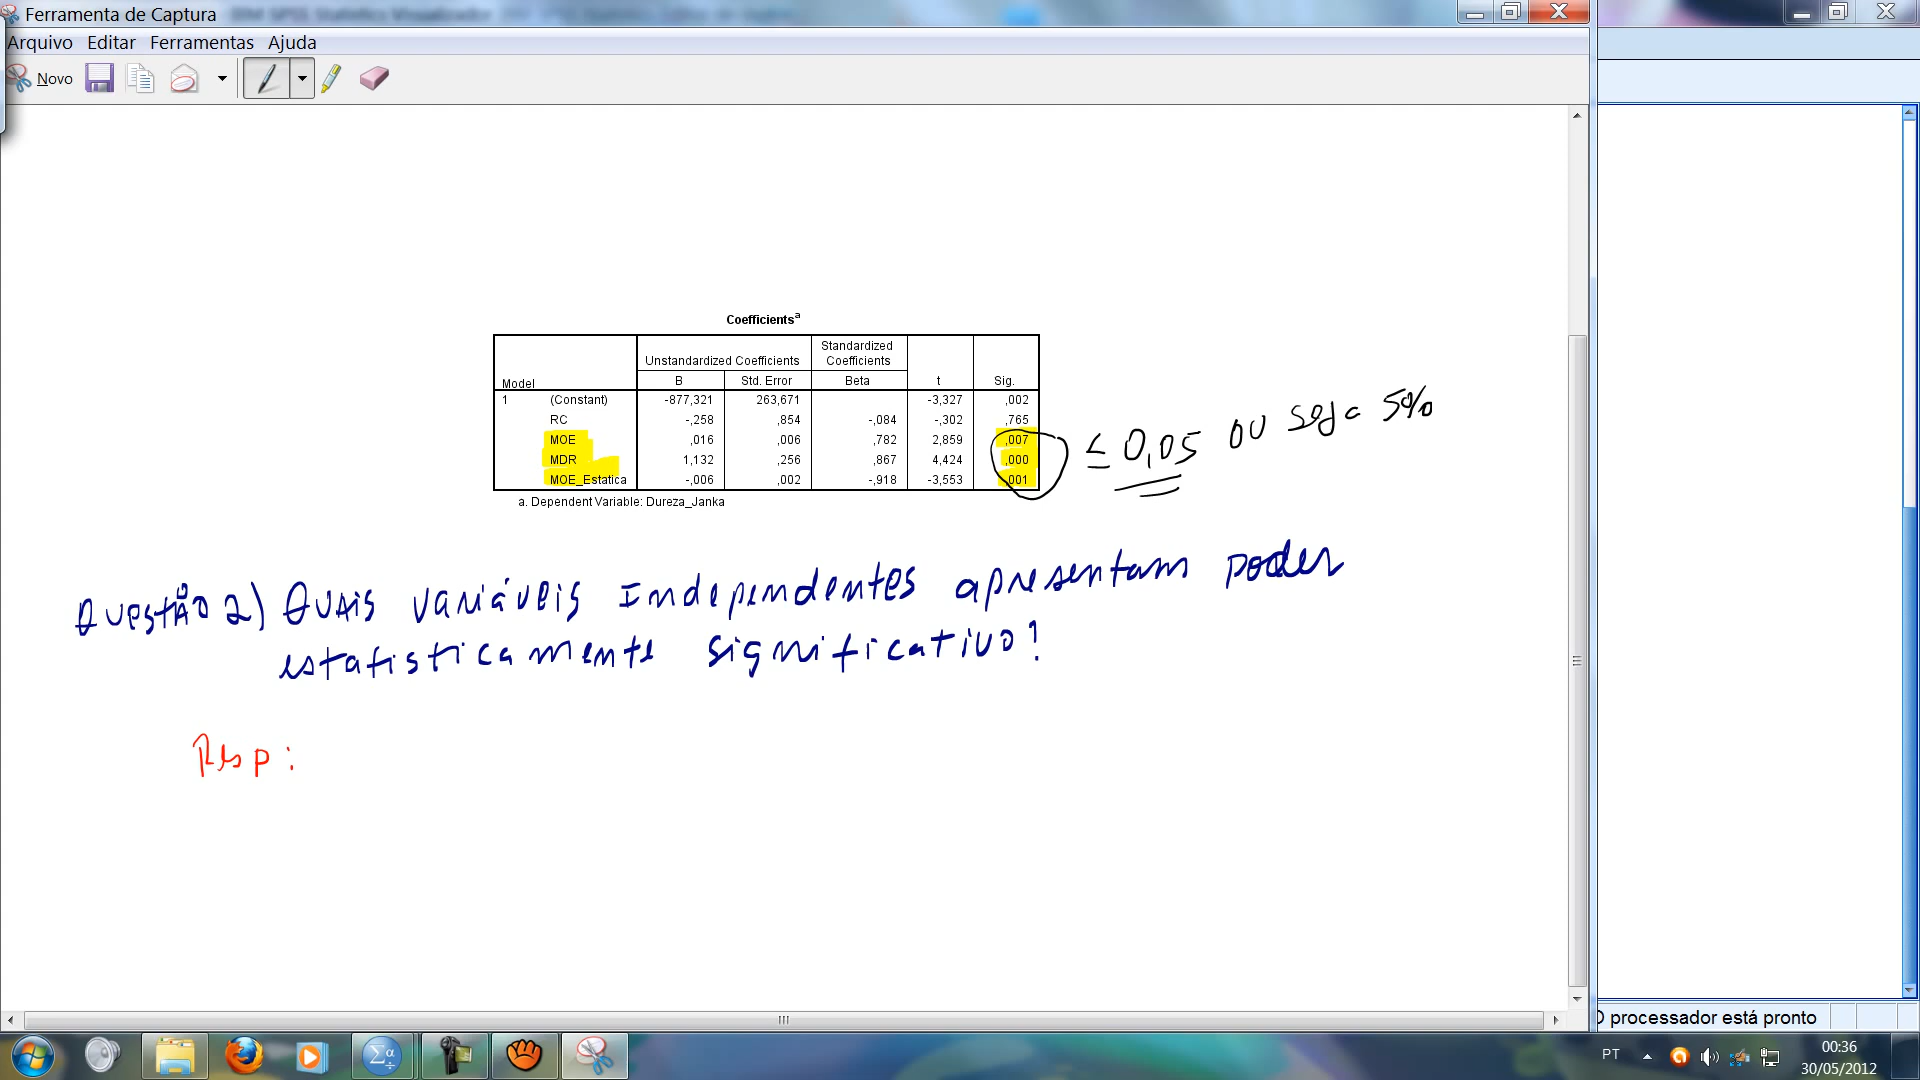 Ferramenta de Captura
Arquivo Editar Ferramentas Ajuda
Novo
Coefficientsª
Model Unstandardized Coefficients Standardized Coefficients t Sig.
B Std. Error Beta
1 (Constant) -877,321 263,671 -3,327 ,002
RC -,258 ,854 -,084 -,302 ,765
MOE ,016 ,006 ,782 2,859 ,007
MDR 1,132 ,256 ,867 4,424 ,000
MOE_Estatica -,006 ,002 -,918 -3,553 ,001
a. Dependent Variable: Dureza_Janka
≤ 0,05 ou seja 5%
Questão 2) Quais variáveis Independentes apresentam poder
estatisticamente significativo?
Resp:
O processador está pronto
PT
00:36
30/05/2012